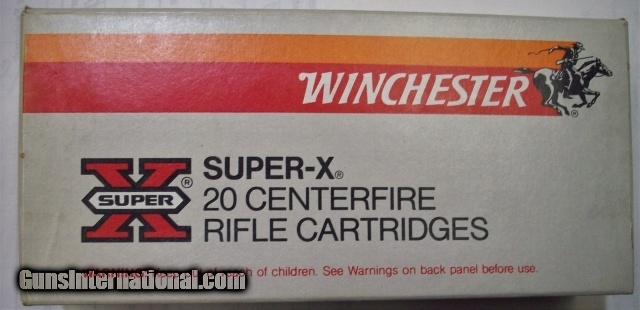 WINCHESTER
®
SUPER
®
SUPER-X®
20 CENTERFIRE
RIFLE CARTRIDGES
of children. See Warnings on back panel before use.
GunsInternational.com